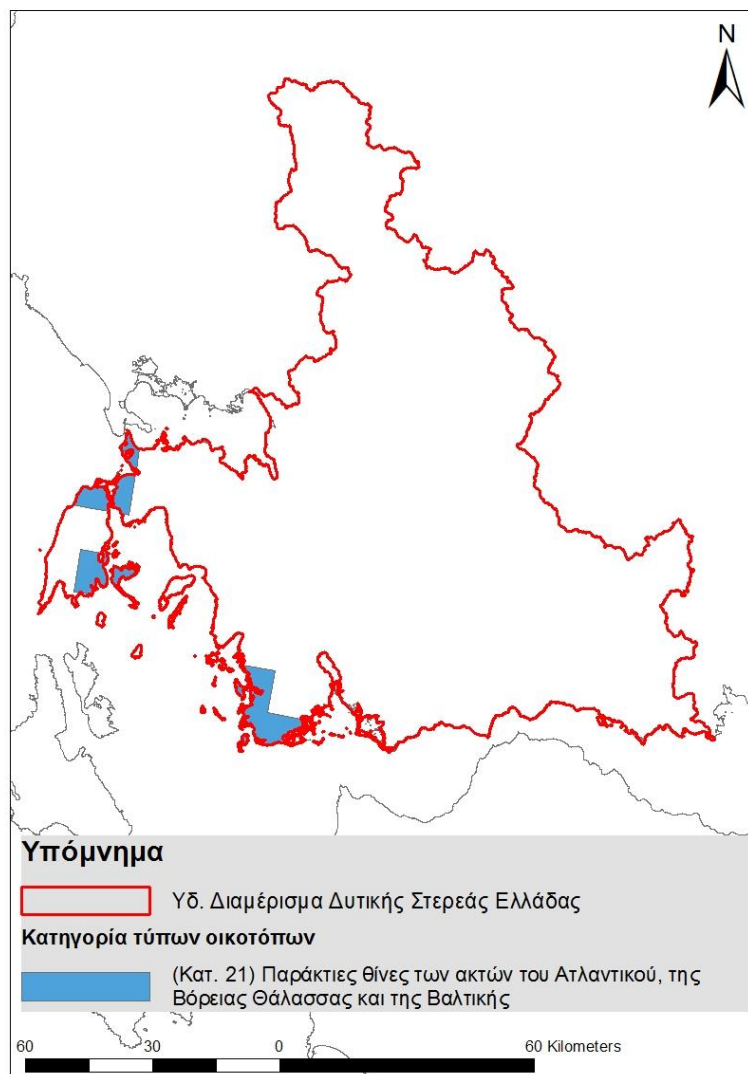 N
Υπόμνημα
Υδ. Διαμέρισμα Δυτικής Στερεάς Ελλάδας
Κατηγορία τύπων οικοτόπων
(Κατ. 21) Παράκτιες θίνες των ακτών του Ατλαντικού, της
Βόρειας Θάλασσας και της Βαλτικής
60 30 0 60 Kilometers